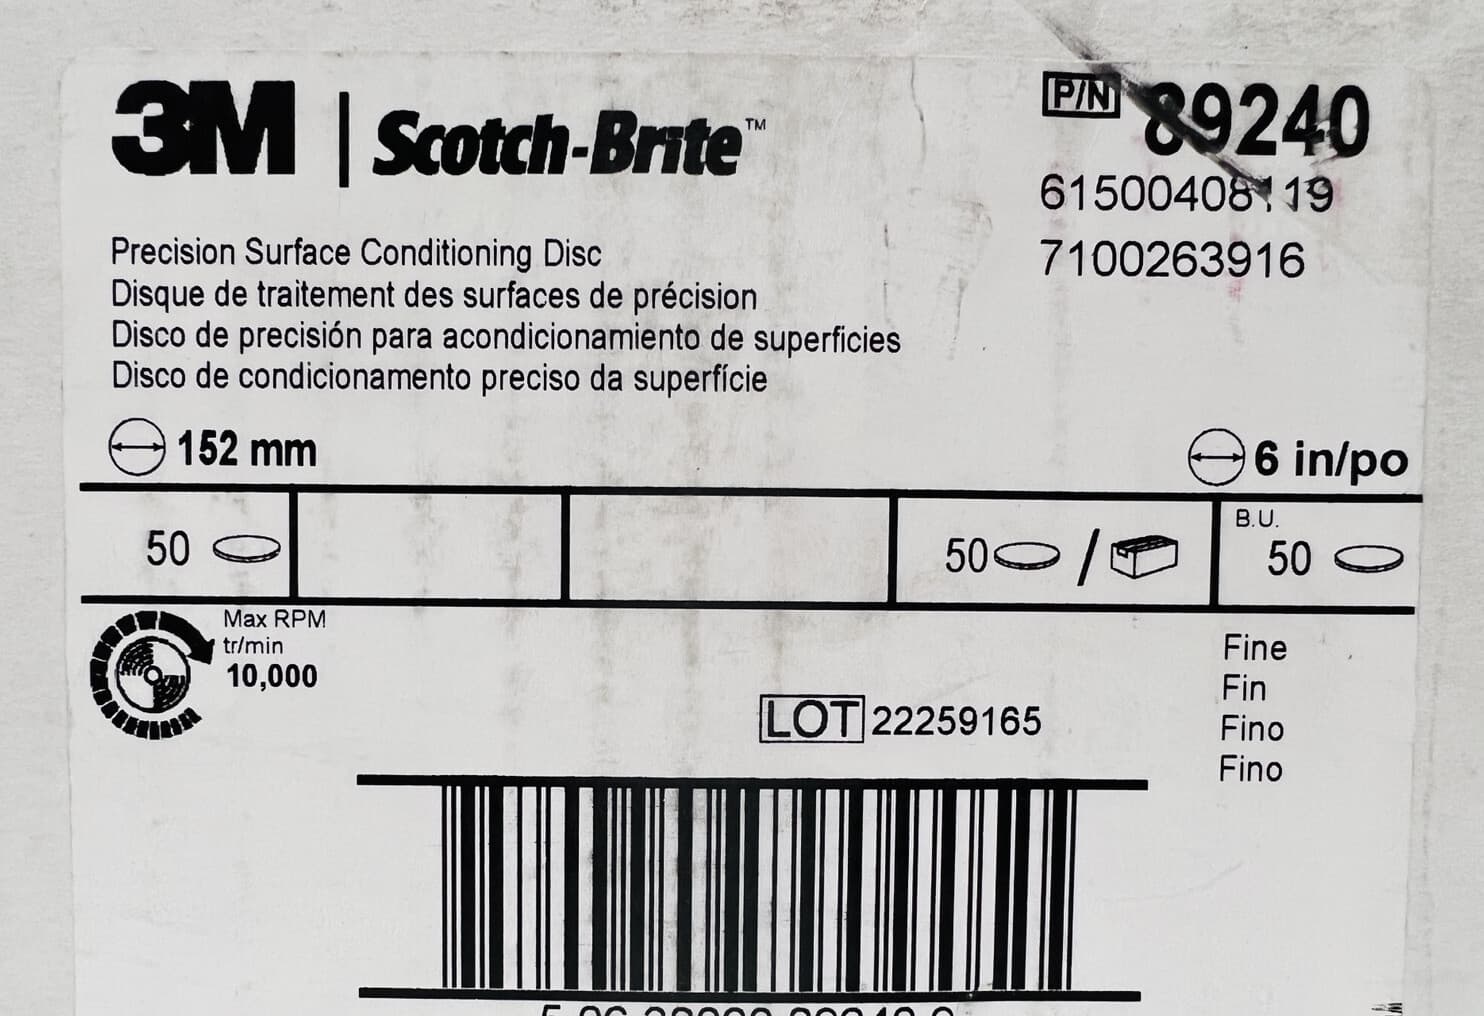 3M | Scotch-Brite™
P/N 89240
61500408119
7100263916
Precision Surface Conditioning Disc
Disque de traitement des surfaces de précision
Disco de precisión para acondicionamiento de superficies
Disco de condicionamento preciso da superfície
152 mm
6 in/po
50
50 /
B.U.
50
Max RPM
tr/min
10,000
Fine
Fin
Fino
Fino
LOT 22259165